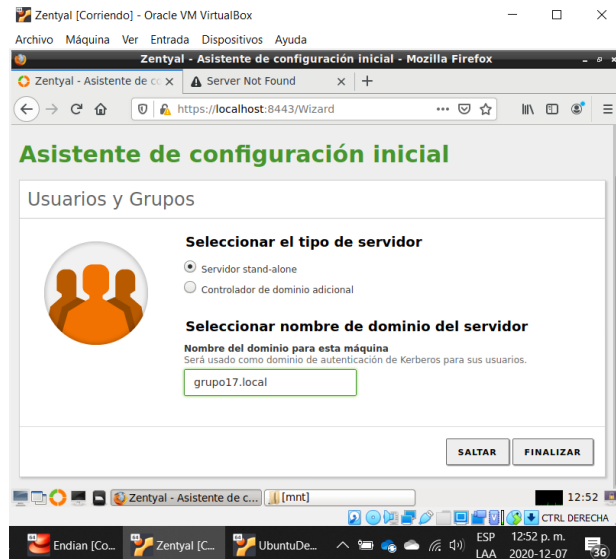 Zentyal [Corriendo] - Oracle VM VirtualBox
Archivo Máquina Ver Entrada Dispositivos Ayuda
Zentyal - Asistente de configuración inicial - Mozilla Firefox
Zentyal - Asistente de co
Server Not Found
https://localhost:8443/Wizard
Asistente de configuración inicial
Usuarios y Grupos
Seleccionar el tipo de servidor
Servidor stand-alone
Controlador de dominio adicional
Seleccionar nombre de dominio del servidor
Nombre del dominio para esta máquina
Será usado como dominio de autenticación de Kerberos para sus usuarios.
grupo17.local
SALTAR FINALIZAR
Zentyal - Asistente de c... [mnt] 12:52
CTRL DERECHA
Endian [Co... Zentyal [C... UbuntuDe... ESP 12:52 p. m.
LAA 2020-12-07 36